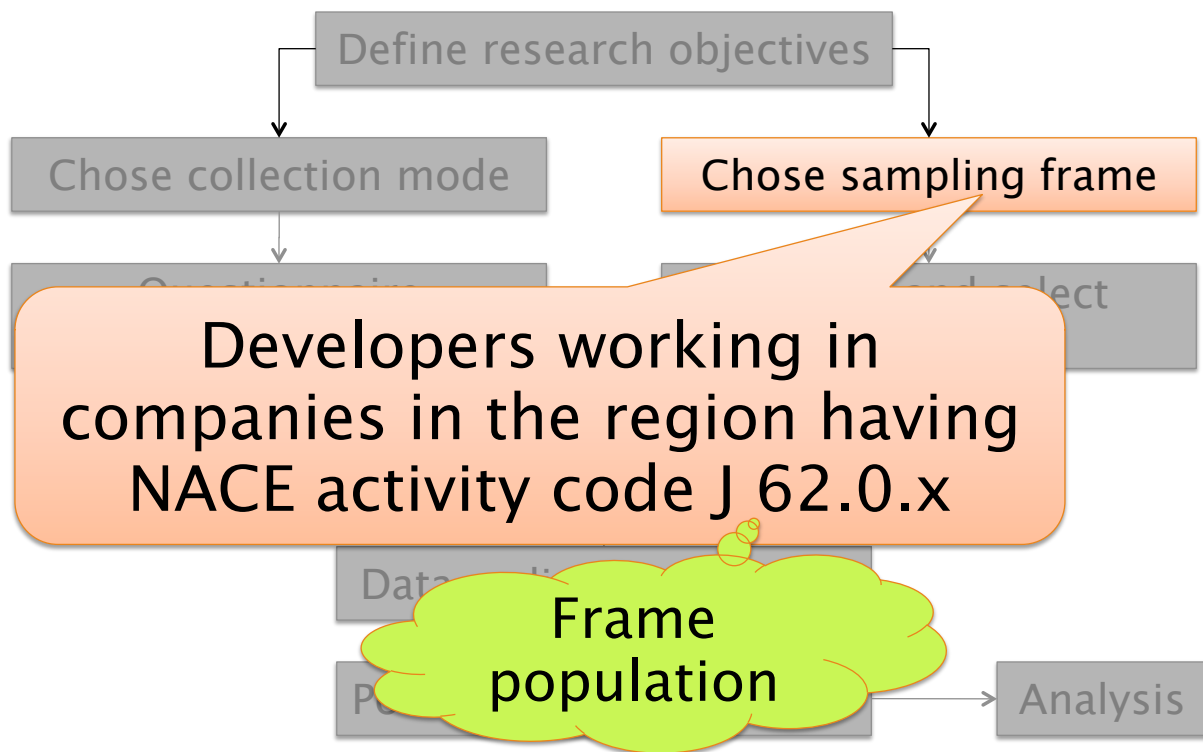 Define research objectives
Chose collection mode
Chose sampling frame
select
Developers working in
companies in the region having
NACE activity code J 62.0.x
Frame
population
Analysis